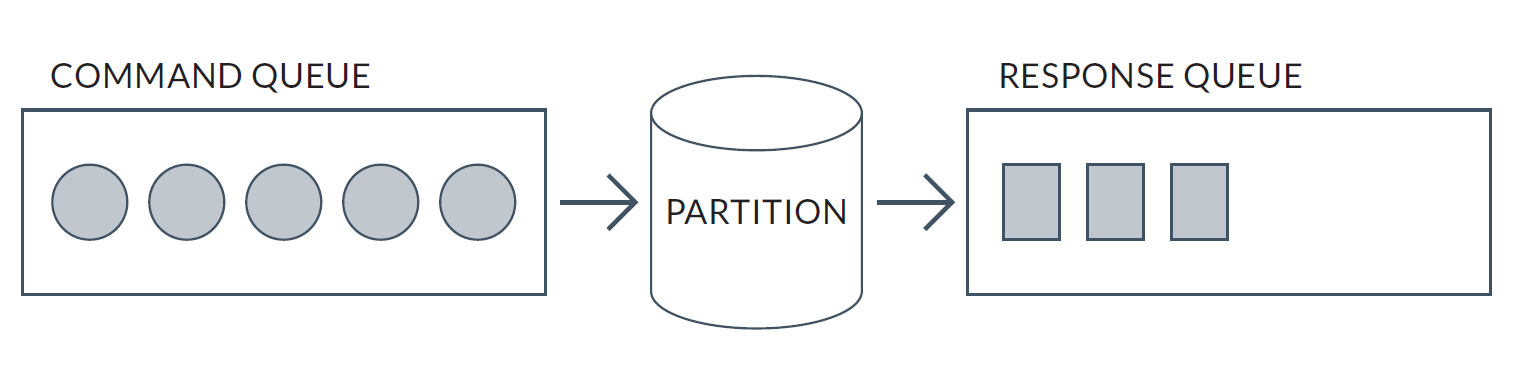 COMMAND QUEUE
RESPONSE QUEUE
PARTITION